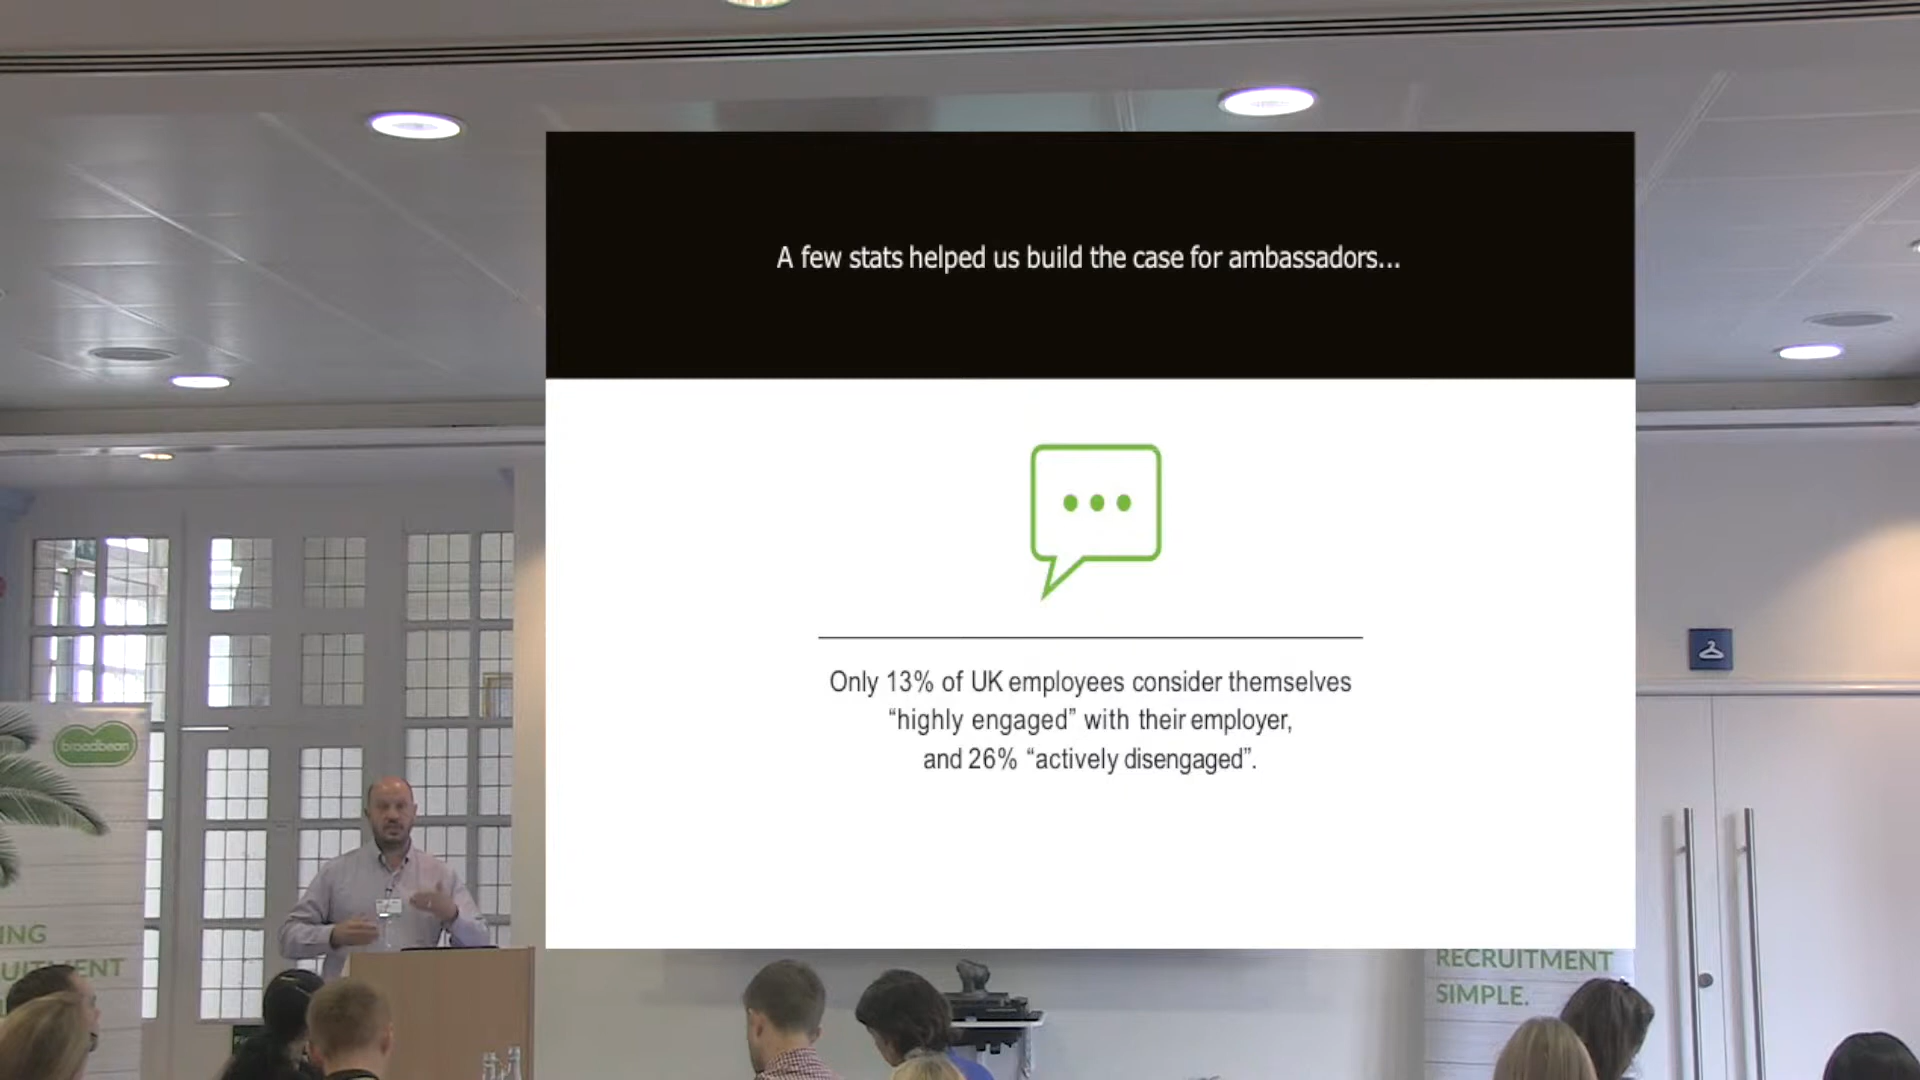 A few stats helped us build the case for ambassadors...
Only 13% of UK employees consider themselves
“highly engaged” with their employer,
and 26% “actively disengaged”.
broadbean
RECRUITMENT
SIMPLE.